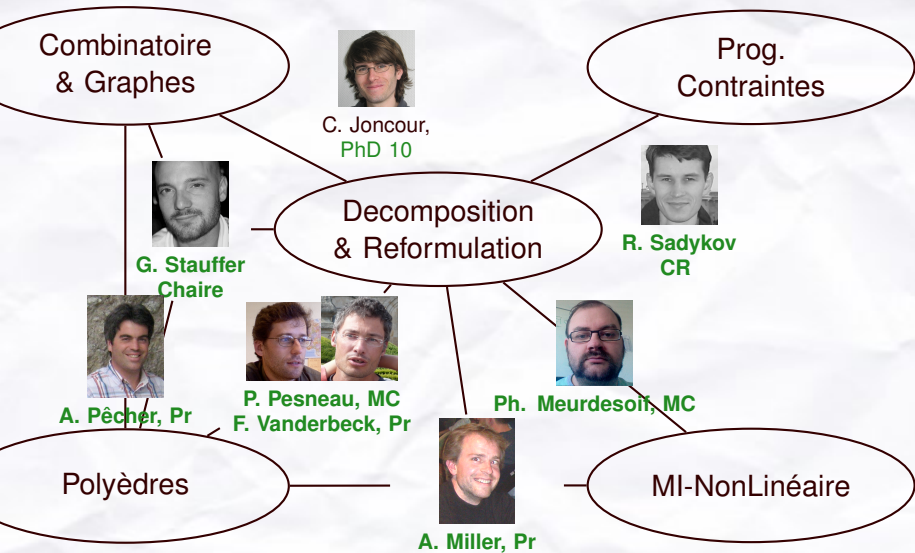 Combinatoire
& Graphes
Prog.
Contraintes
C. Joncour,
PhD 10
Decomposition
& Reformulation
G. Stauffer
Chaire
R. Sadykov
CR
A. Pêcher, Pr
P. Pesneau, MC
F. Vanderbeck, Pr
Ph. Meurdesoif, MC
Polyèdres
MI-NonLinéaire
A. Miller, Pr